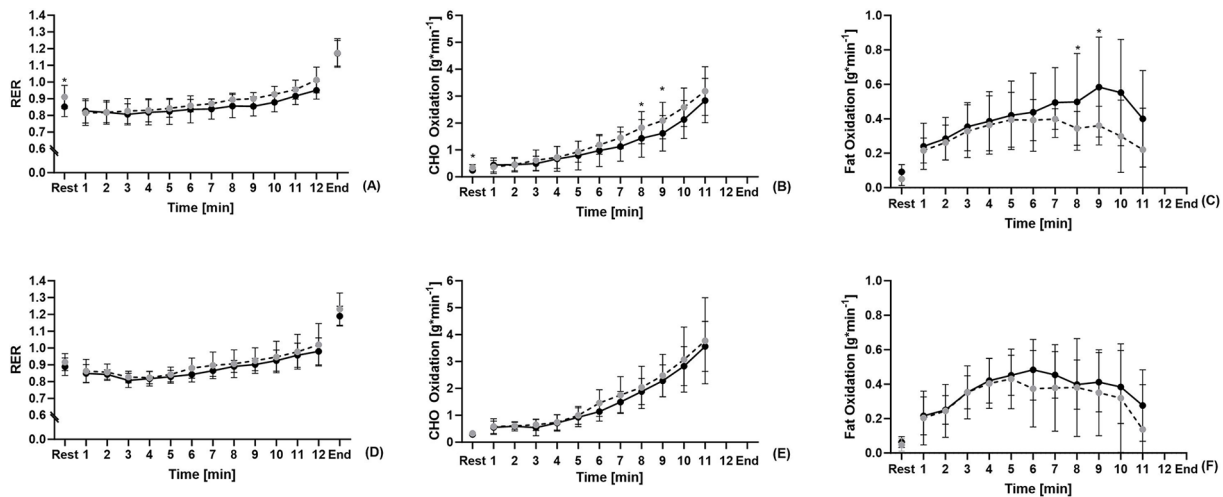 1.4
1.3
1.2
1.1
1.0
0.9
0.8
0.6
0.0
RER
*
Rest 1 2 3 4 5 6 7 8 9 10 11 12 End
Time [min]
(A)
6
5
4
3
2
1
0
CHO Oxidation [g*min-1]
* * *
Rest 1 2 3 4 5 6 7 8 9 10 11 12 End
Time [min]
(B)
1.0
0.8
0.6
0.4
0.2
0.0
Fat Oxidation [g*min-1]
* *
Rest 1 2 3 4 5 6 7 8 9 10 11 12 End
Time [min]
(C)
1.4
1.3
1.2
1.1
1.0
0.9
0.8
0.6
0.0
RER
Rest 1 2 3 4 5 6 7 8 9 10 11 12 End
Time [min]
(D)
6
5
4
3
2
1
0
CHO Oxidation [g*min-1]
Rest 1 2 3 4 5 6 7 8 9 10 11 12 End
Time [min]
(E)
1.0
0.8
0.6
0.4
0.2
0.0
Fat Oxidation [g*min-1]
Rest 1 2 3 4 5 6 7 8 9 10 11 12 End
Time [min]
(F)